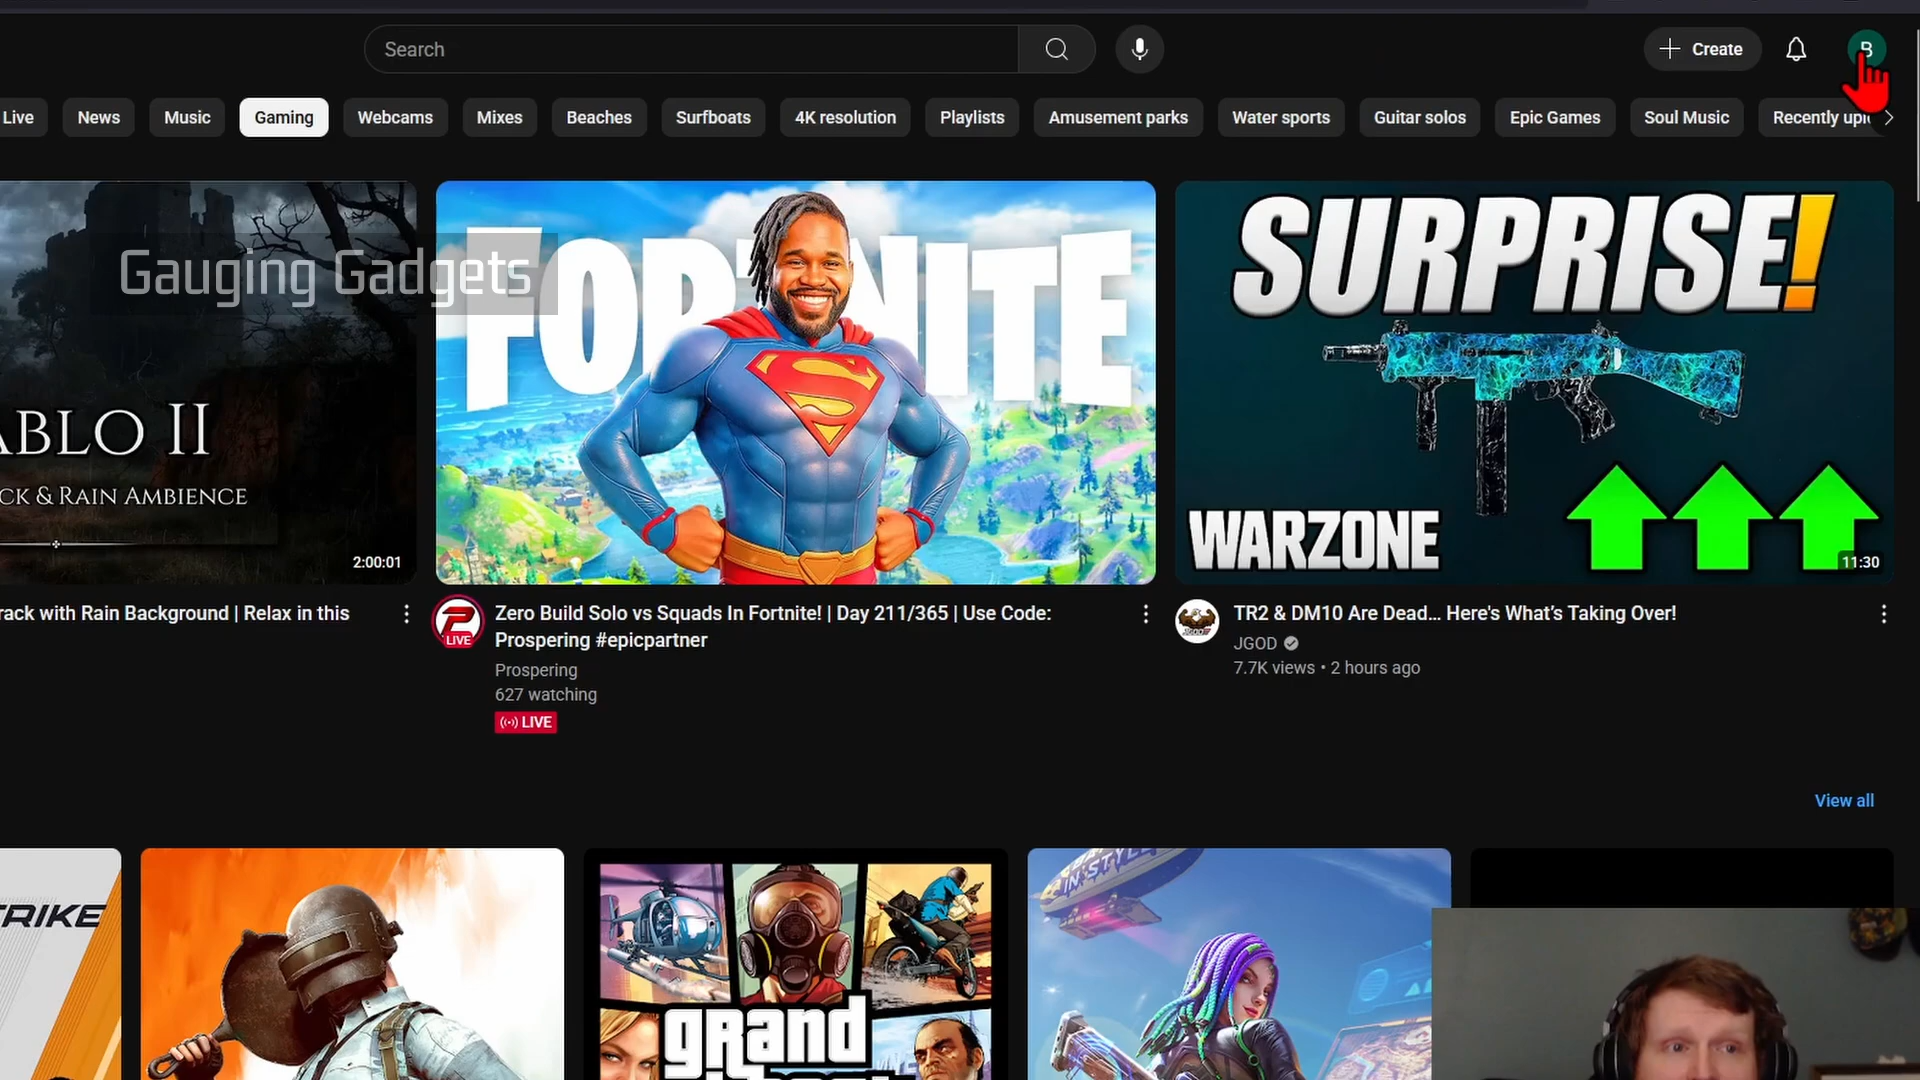 Search
Create
B
Live
News
Music
Gaming
Webcams
Mixes
Beaches
Surfboats
4K resolution
Playlists
Amusement parks
Water sports
Guitar solos
Epic Games
Soul Music
Recently upl
Gauging Gadgets
ABLO II
CK & RAIN AMBIENCE
2:00:01
FORTNITE
SURPRISE!
WARZONE
11:30
rack with Rain Background | Relax in this
LIVE
Zero Build Solo vs Squads In Fortnite! | Day 211/365 | Use Code:
Prospering #epicpartner
Prospering
627 watching
LIVE
TR2 & DM10 Are Dead... Here's What's Taking Over!
JGOD
7.7K views • 2 hours ago
View all
TRIKE
grand
IN STYLE